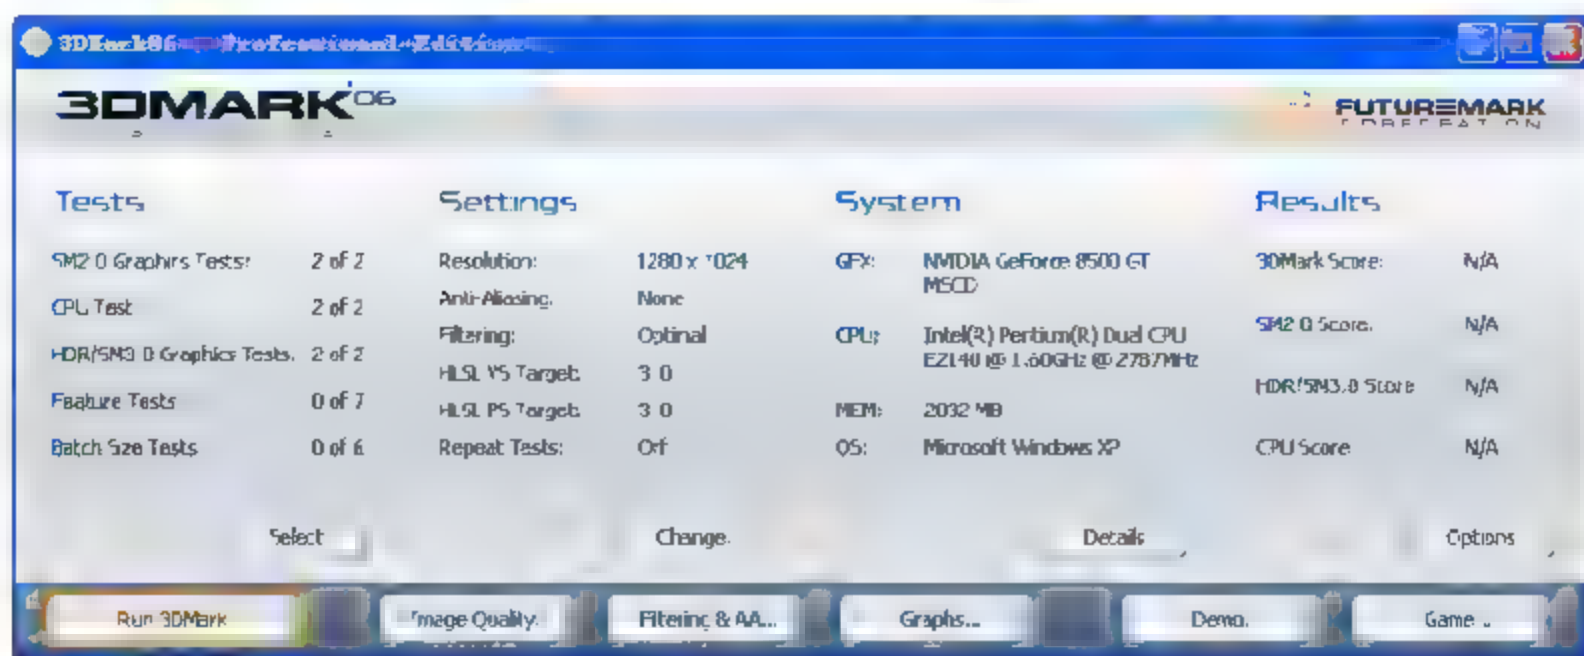 3DMark06 - Professional Edition
3DMARK'06
FUTUREMARK
CORPORATION
Tests
SM2.0 Graphics Tests: 2 of 2
CPU Test 2 of 2
HDR/SM3.0 Graphics Tests: 2 of 2
Feature Tests 0 of 7
Batch Size Tests 0 of 6
Select
Settings
Resolution: 1280 x 1024
Anti-Aliasing: None
Filtering: Optimal
HLSL VS Target: 3.0
HLSL PS Target: 3.0
Repeat Tests: Off
Change.
System
GFX: NVIDIA GeForce 8500 GT
CPU: Intel(R) Pentium(R) Dual CPU
E2140 @ 1.60GHz @ 2787MHz
MEM: 2032 MB
OS: Microsoft Windows XP
Details
Results
3DMark Score: N/A
SM2.0 Score: N/A
HDR/SM3.0 Score N/A
CPU Score N/A
Options
Run 3DMark
Image Quality.
Filtering & AA...
Graphs...
Demo.
Game ..